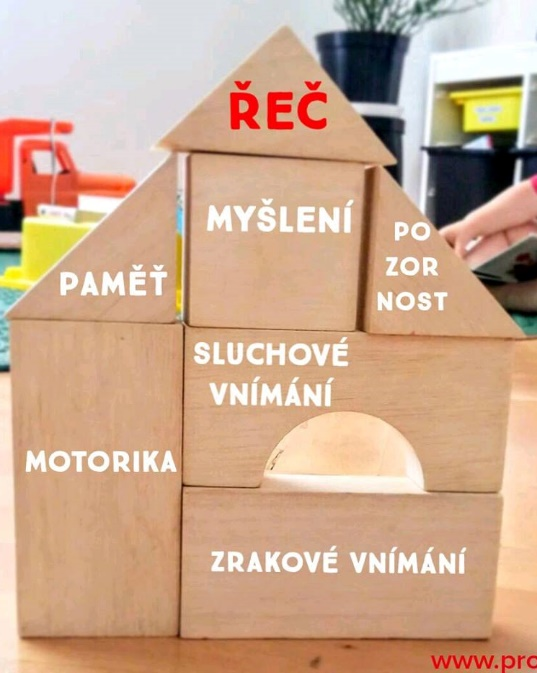 ŘEČ
MYŠLENÍ
PO
ZOR
NOST
PAMĚŤ
SLUCHOVÉ
VNÍMÁNÍ
MOTORIKA
ZRAKOVÉ VNÍMÁNÍ